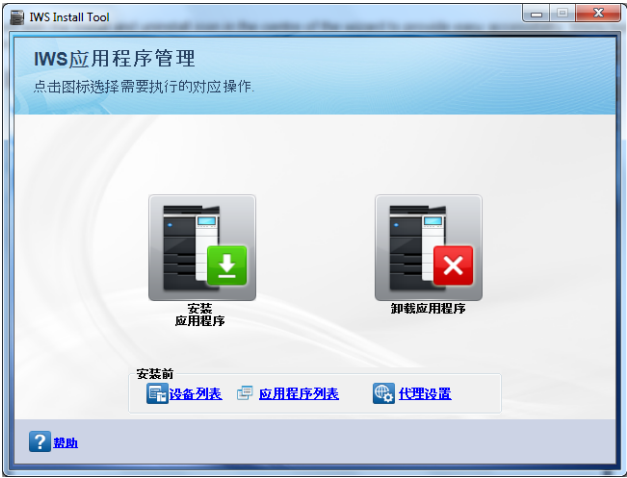 IWS Install Tool
IWS应用程序管理
点击图标选择需要执行的对应操作.
安装
应用程序
卸载应用程序
安装前
设备列表 应用程序列表 代理设置
? 帮助